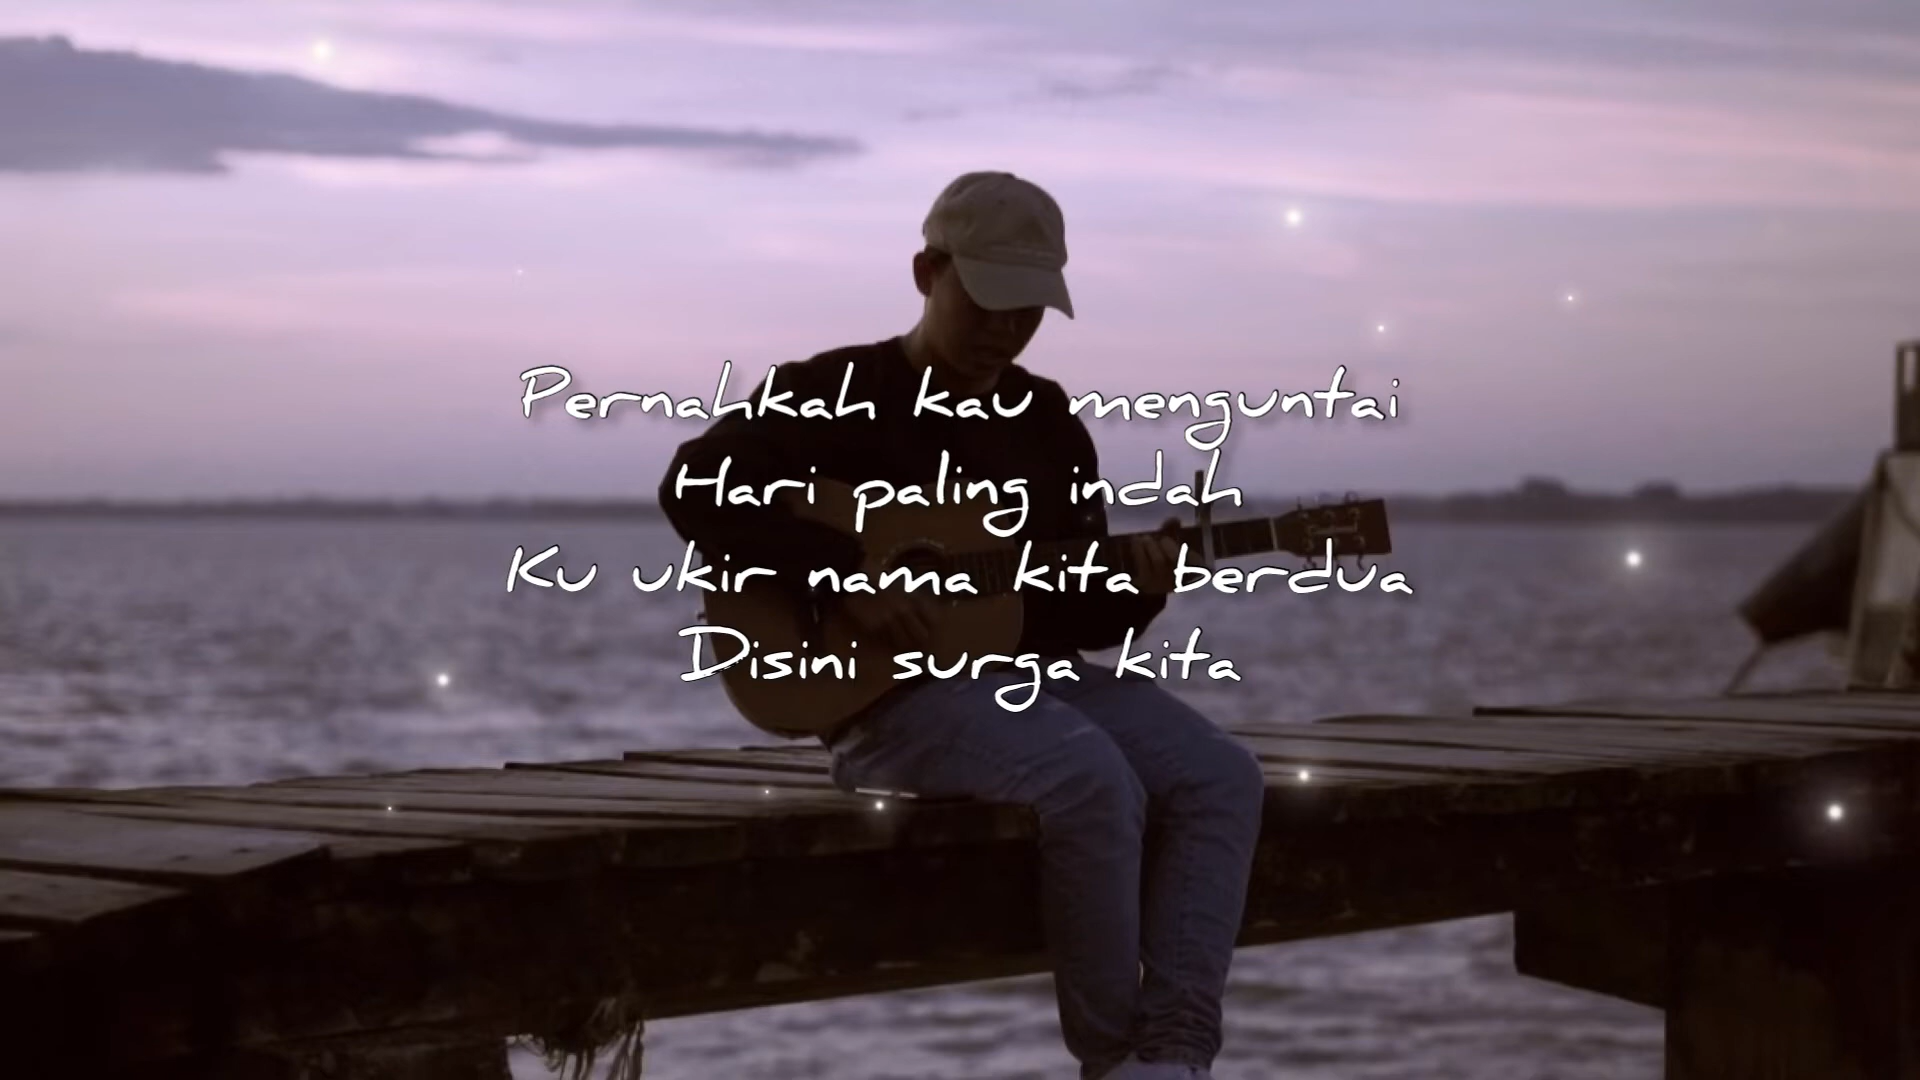 Pernahkah kau menguntai
Hari paling indah
Ku ukir nama kita berdua
Disini surga kita